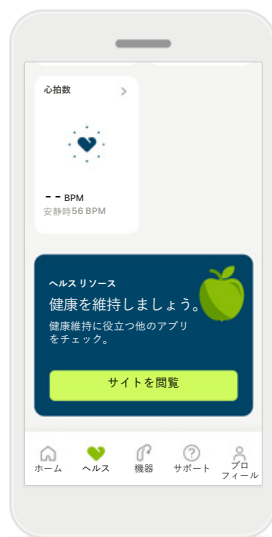 心拍数
-- BPM
安静時56 BPM
ヘルスリソース
健康を維持しましょう。
健康維持に役立つ他のアプリ
をチェック。
サイトを閲覧
ホーム
ヘルス
機器
サポート
プロ
フィール